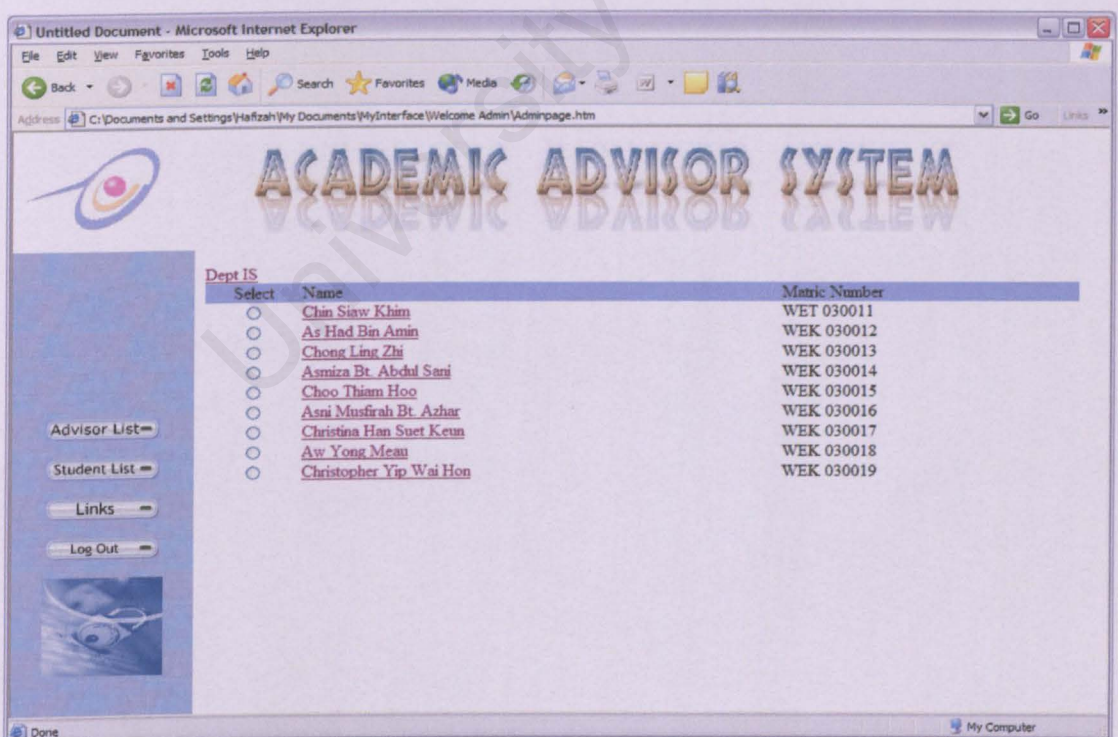 Untitled Document - Microsoft Internet Explorer
File Edit View Favorites Tools Help
Back Search Favorites Media
Address C:\Documents and Settings\Hafizah\My Documents\MyInterface\Welcome Admin\Adminpage.htm Go Links »
ACADEMIC ADVISOR SYSTEM
Dept IS
Select Name Matric Number
Chin Siaw Khim WET 030011
As Had Bin Amin WEK 030012
Chong Ling Zhi WEK 030013
Asmiza Bt. Abdul Sani WEK 030014
Choo Thiam Hoo WEK 030015
Asni Musfirah Bt. Azhar WEK 030016
Christina Han Suet Keun WEK 030017
Aw Yong Meau WEK 030018
Christopher Yip Wai Hon WEK 030019
Advisor List
Student List
Links
Log Out
Done My Computer
University